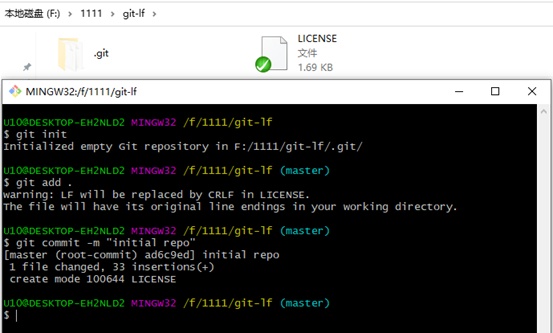 本地磁盘 (F:) › 1111 › git-lf ›
.git
LICENSE
文件
1.69 KB
MINGW32:/f/1111/git-lf
U10@DESKTOP-EH2NLD2 MINGW32 /f/1111/git-lf
$ git init
Initialized empty Git repository in F:/1111/git-lf/.git/
U10@DESKTOP-EH2NLD2 MINGW32 /f/1111/git-lf (master)
$ git add .
warning: LF will be replaced by CRLF in LICENSE.
The file will have its original line endings in your working directory.
U10@DESKTOP-EH2NLD2 MINGW32 /f/1111/git-lf (master)
$ git commit -m "initial repo"
[master (root-commit) ad6c9ed] initial repo
1 file changed, 33 insertions(+)
create mode 100644 LICENSE
U10@DESKTOP-EH2NLD2 MINGW32 /f/1111/git-lf (master)
$